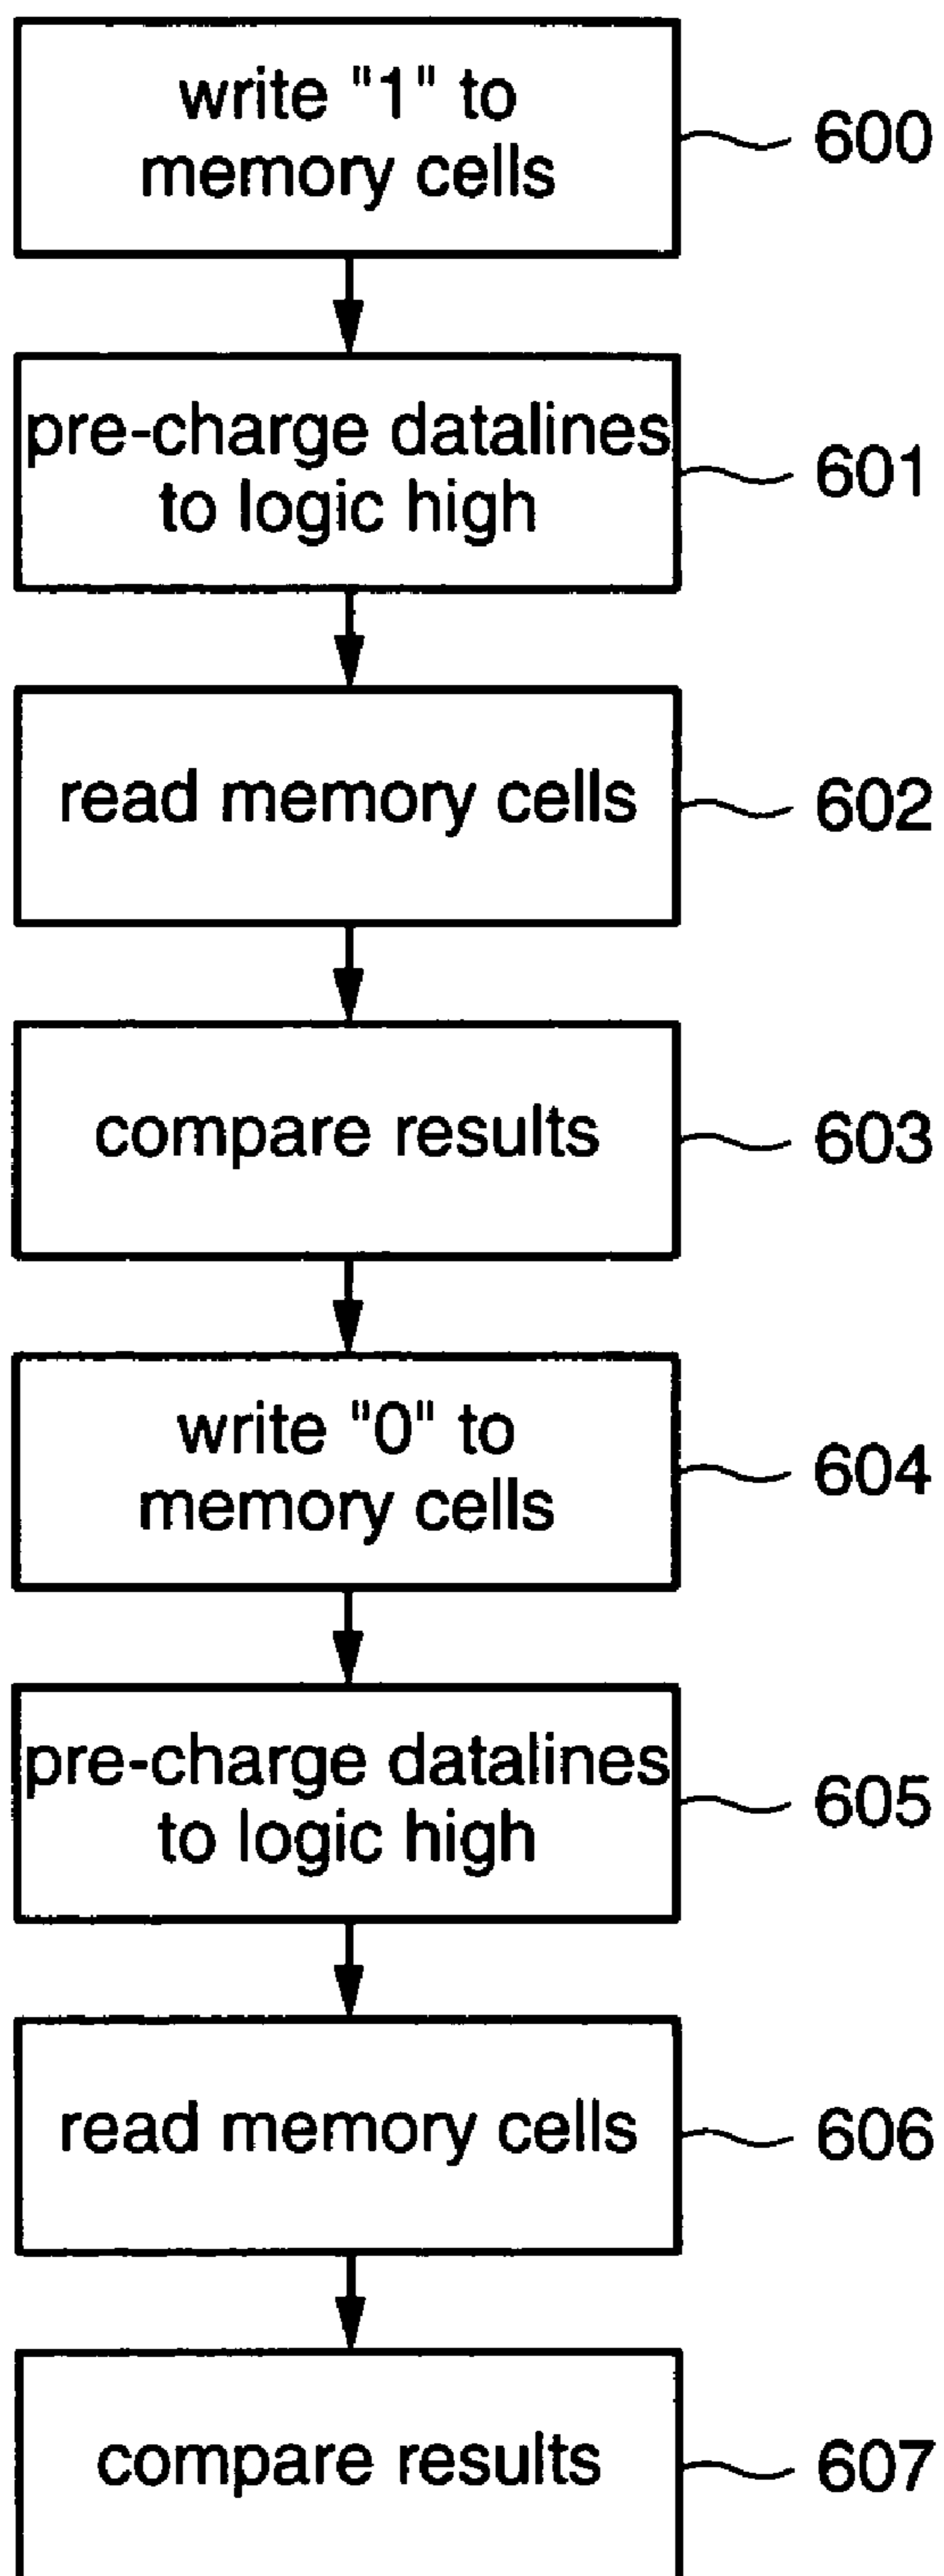 write "1" to
memory cells
600
pre-charge datalines
to logic high
601
read memory cells
602
compare results
603
write "0" to
memory cells
604
pre-charge datalines
to logic high
605
read memory cells
606
compare results
607